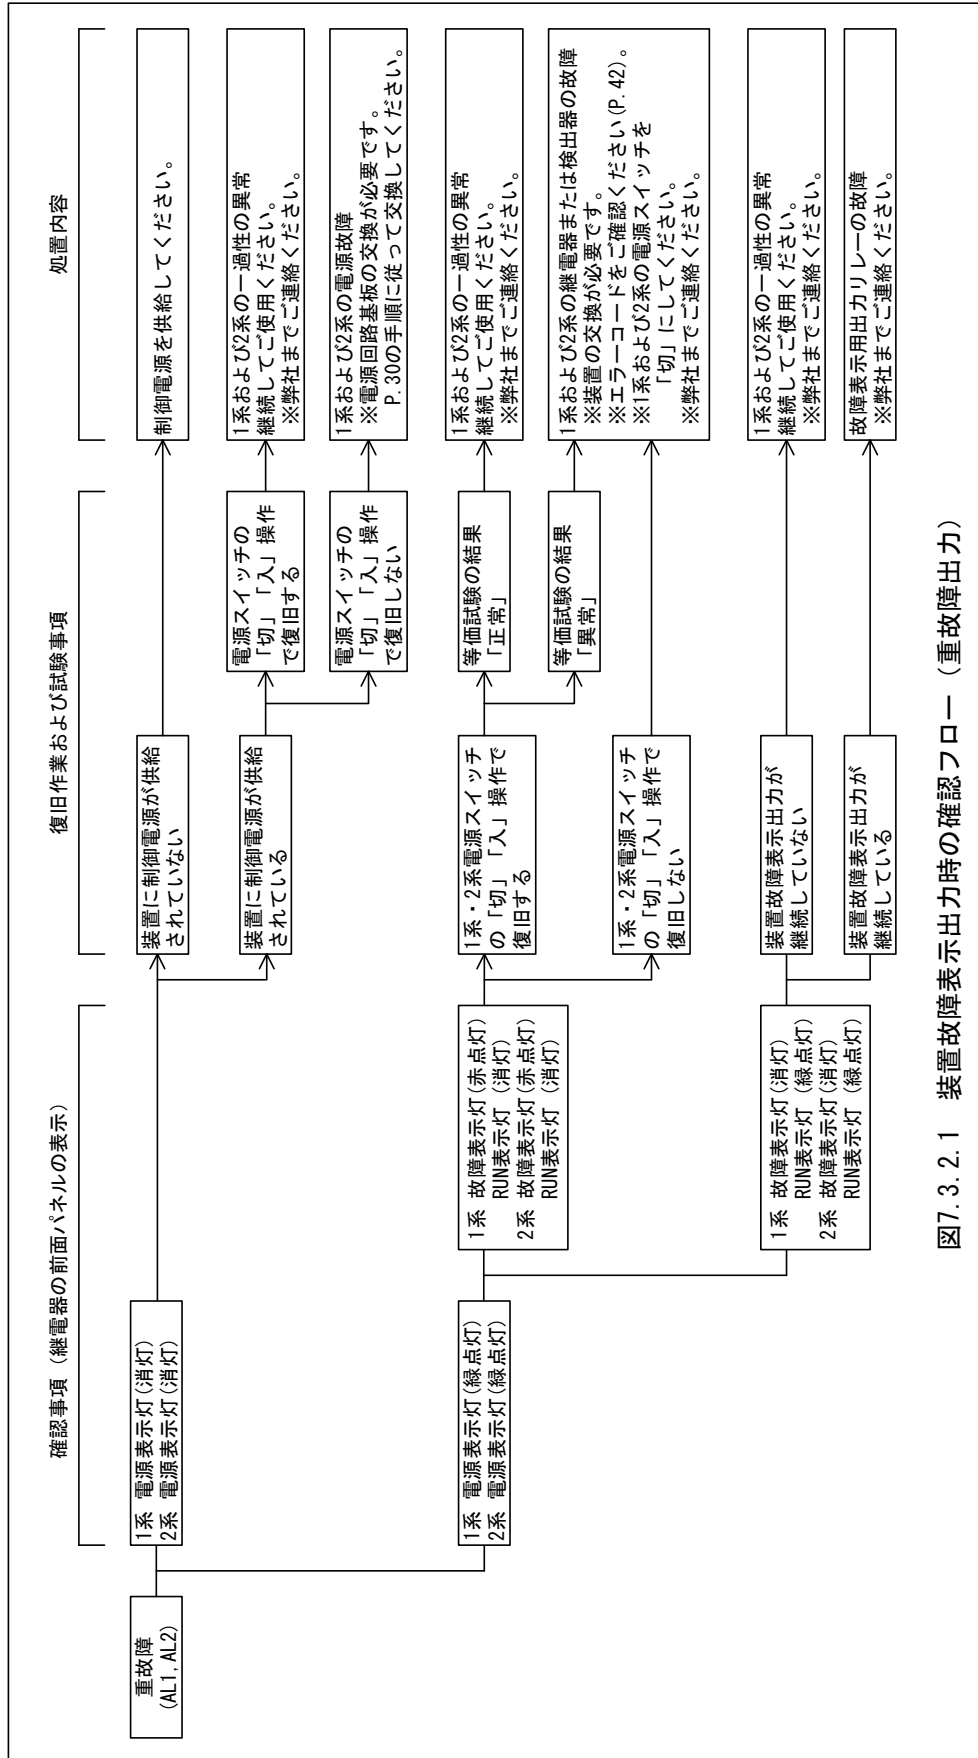 確認事項（継電器の前面パネルの表示）
復旧作業および試験事項
処置内容
重故障
(AL1, AL2)
1系 電源表示灯(消灯)
2系 電源表示灯(消灯)
装置に制御電源が供給
されていない
制御電源を供給してください。
装置に制御電源が供給
されている
電源スイッチの
「切」「入」操作
で復旧する
1系および2系の一過性の異常
継続してご使用ください。
※弊社までご連絡ください。
電源スイッチの
「切」「入」操作
で復旧しない
1系および2系の電源故障
※電源回路基板の交換が必要です。
P.30の手順に従って交換してください。
1系 電源表示灯(緑点灯)
2系 電源表示灯(緑点灯)
1系 故障表示灯(赤点灯)
RUN表示灯（消灯）
2系 故障表示灯(赤点灯)
RUN表示灯（消灯）
1系・2系電源スイッチ
の「切」「入」操作で
復旧する
等価試験の結果
「正常」
1系および2系の一過性の異常
継続してご使用ください。
※弊社までご連絡ください。
等価試験の結果
「異常」
1系および2系の継電器または検出器の故障
※装置の交換が必要です。
※エラーコードをご確認ください(P.42)。
※1系および2系の電源スイッチを
「切」にしてください。
※弊社までご連絡ください。
1系・2系電源スイッチ
の「切」「入」操作で
復旧しない
1系 故障表示灯(消灯)
RUN表示灯（緑点灯）
2系 故障表示灯(消灯)
RUN表示灯（緑点灯）
装置故障表示出力が
継続していない
1系および2系の一過性の異常
継続してご使用ください。
※弊社までご連絡ください。
装置故障表示出力が
継続している
故障表示用出力リレーの故障
※弊社までご連絡ください。
図7.3.2.1 装置故障表示出力時の確認フロー（重故障出力）